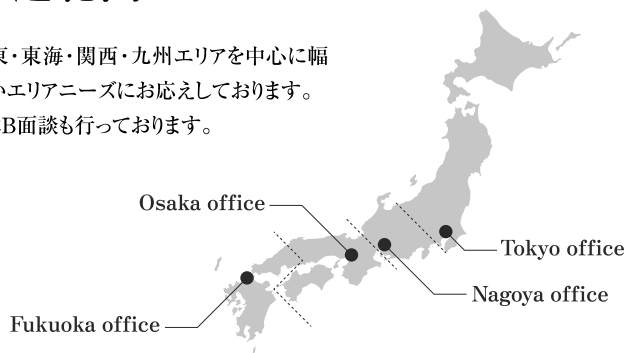 東・東海・関西・九州エリアを中心に幅
いエリアニーズにお応えしております。
B面談も行っております。
Osaka office
Tokyo office
Nagoya office
Fukuoka office